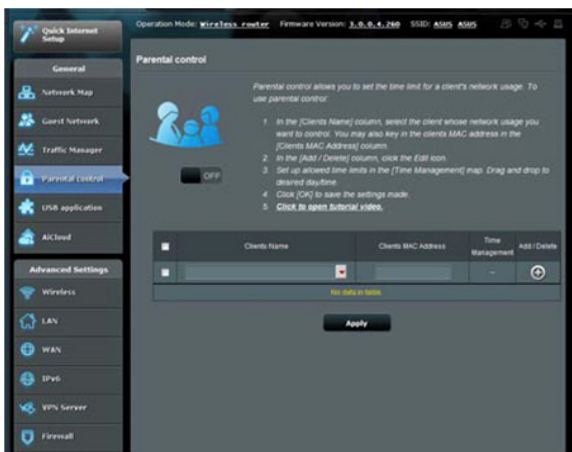 Quick Internet
Setup
Operation Mode: Wireless router Firmware Version: 3.0.0.4.260 SSID: ASUS ASUS
General
Network Map
Guest Network
Traffic Manager
Parental control
USB application
AiCloud
Advanced Settings
Wireless
LAN
WAN
IPv6
VPN Server
Firewall
Parental control
Parental control allows you to set the time limit for a client's network usage. To
use parental control:
1. In the [Clients Name] column, select the client whose network usage you
want to control. You may also key in the clients MAC address in the
[Clients MAC Address] column.
2. In the [Add / Delete] column, click the Edit icon.
3. Set up allowed time limits in the [Time Management] map. Drag and drop to
desired day/time.
4. Click [OK] to save the settings made.
5. Click to open tutorial video.
OFF
Clients Name Clients MAC Address Time Management Add / Delete
--
No data in table.
Apply